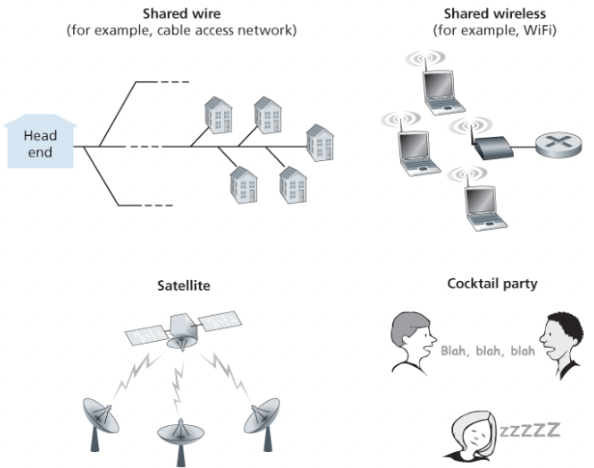 Shared wire
(for example, cable access network)
Shared wireless
(for example, WiFi)
Head
end
Satellite
Cocktail party
Blah, blah, blah
zzzzz